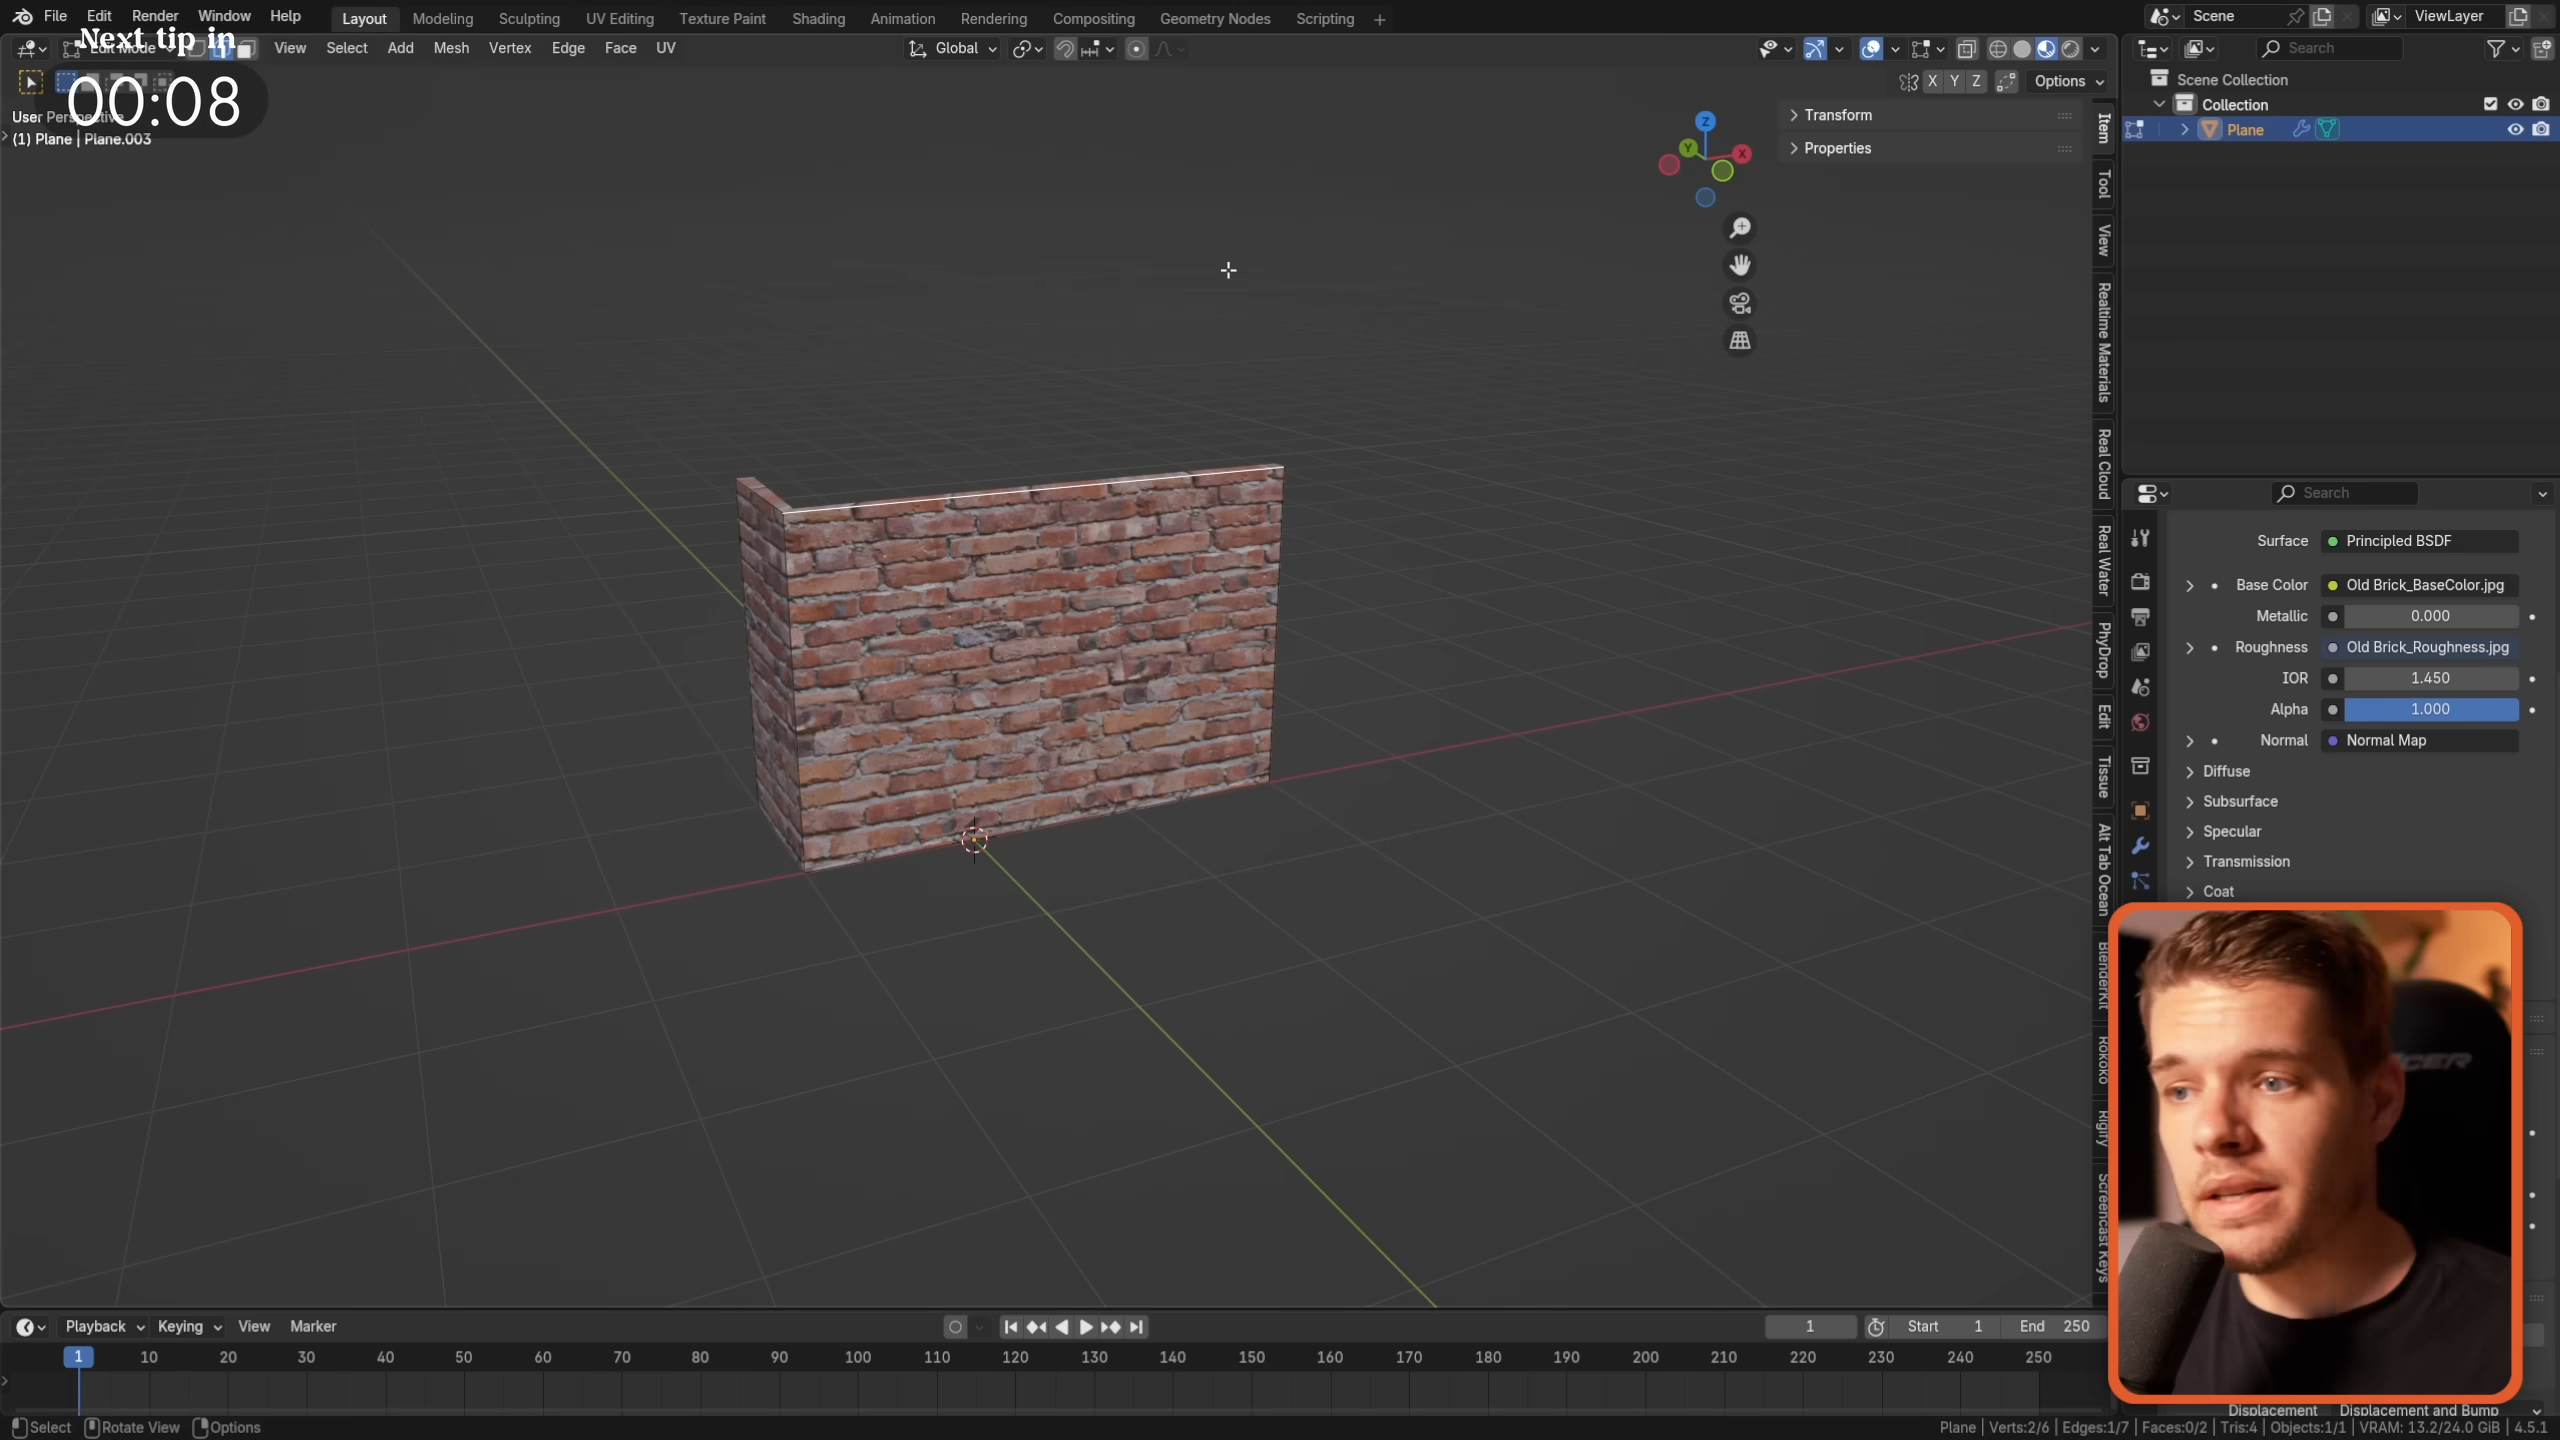 File Edit Render Window Help
Layout Modeling Sculpting UV Editing Texture Paint Shading Animation Rendering Compositing Geometry Nodes Scripting +
Scene ViewLayer
Next tip in
00:08
View Select Add Mesh Vertex Edge Face UV
Global
X Y Z Options
User Perspective
(1) Plane | Plane.003
Z
Y
X
Transform
Properties
Item
Tool
View
Realtime Materials
Real Cloud
Real Water
PhyDrop
Edit
Tissue
Alt Tab Ocean
BlenderKit
Rokoko
Rigify
Screencast Keys
Search
Scene Collection
Collection
Plane
Search
Surface Principled BSDF
Base Color Old Brick_BaseColor.jpg
Metallic 0.000
Roughness Old Brick_Roughness.jpg
IOR 1.450
Alpha 1.000
Normal Normal Map
Diffuse
Subsurface
Specular
Transmission
Coat
Displacement Displacement and Bump
Playback Keying View Marker
1 Start 1 End 250
1 10 20 30 40 50 60 70 80 90 100 110 120 130 140 150 160 170 180 190 200 210 220 230 240 250
Select Rotate View Options
Plane | Verts:2/6 | Edges:1/7 | Faces:0/2 | Tris:4 | Objects:1/1 | VRAM: 13.2/24.0 GiB | 4.5.1